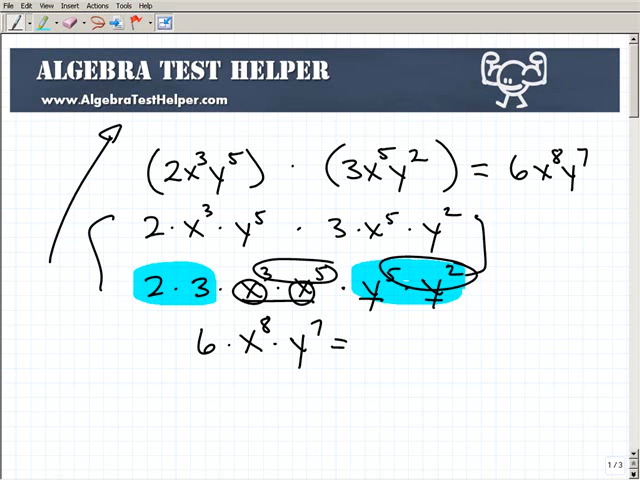 File Edit View Insert Actions Tools Help
ALGEBRA TEST HELPER
www.AlgebraTestHelper.com
(2x³y⁵) · (3x⁵y²) = 6x⁸y⁷
2 · x³ · y⁵ · 3 · x⁵ · y²
2 · 3 · x³ · x⁵ · y⁵ · y²
6 · x⁸ · y⁷ =
1 / 3